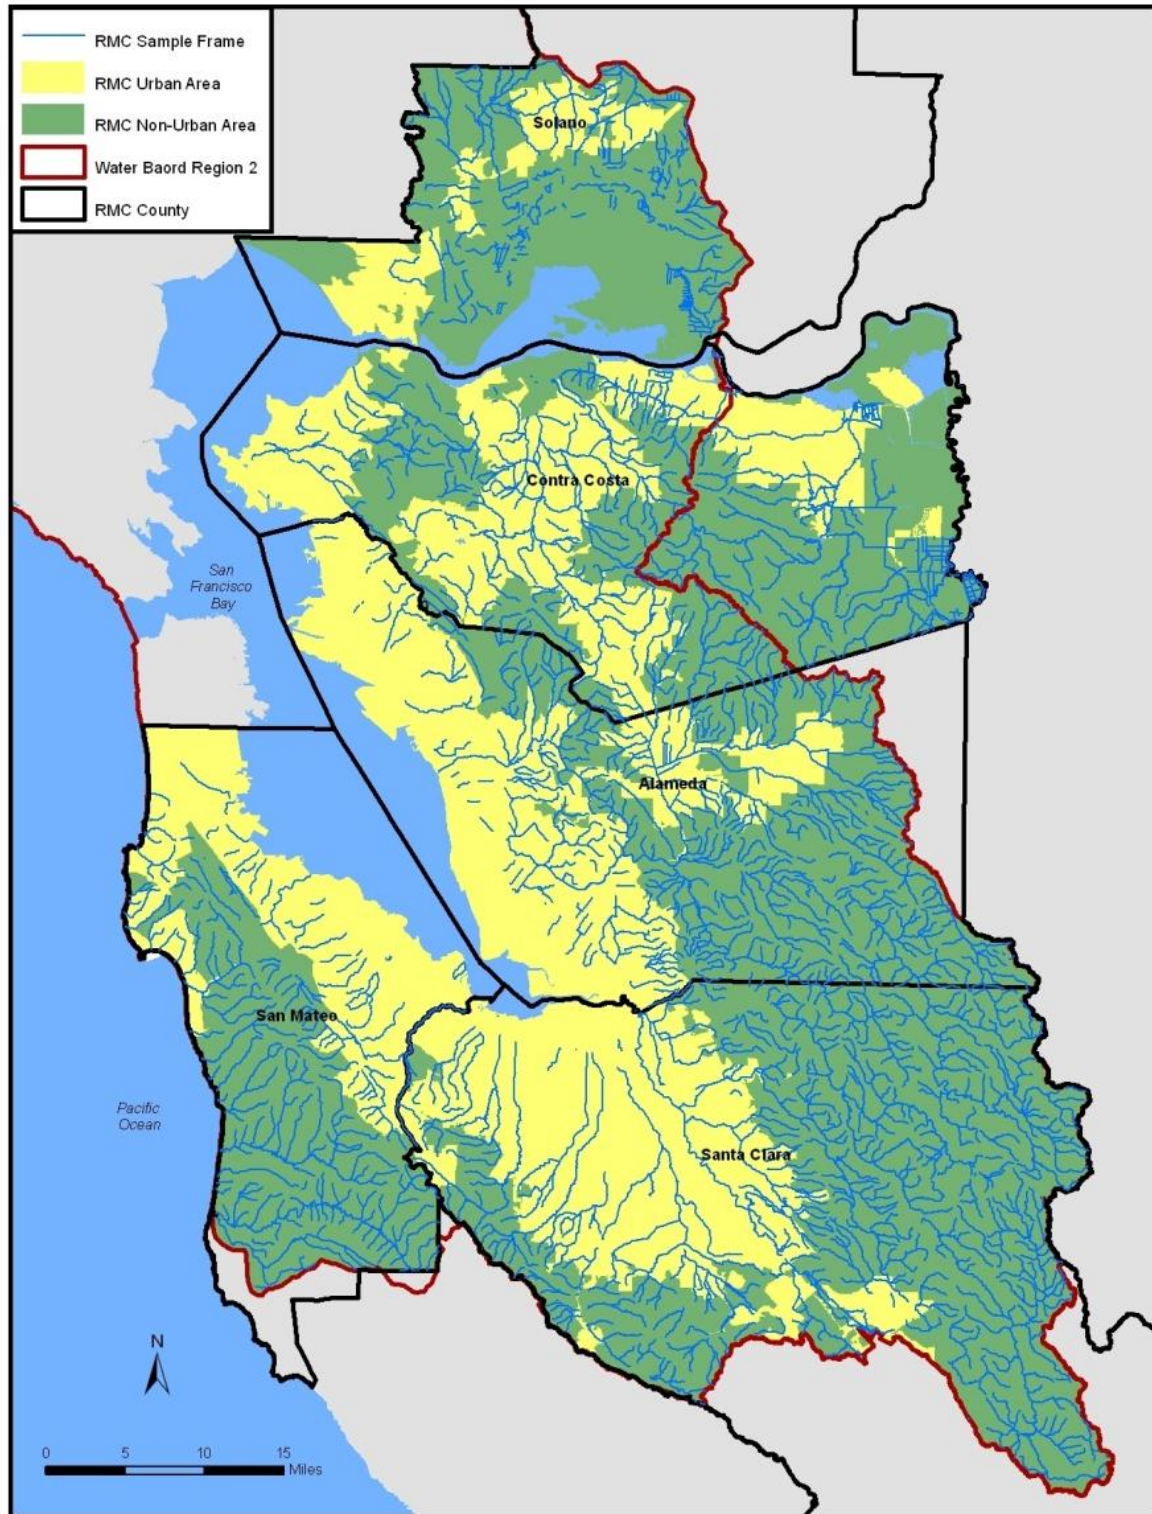 RMC Sample Frame
RMC Urban Area
RMC Non-Urban Area
Water Baord Region 2
RMC County
Solano
Contra Costa
San
Francisco
Bay
Alameda
San Mateo
Pacific
Ocean
Santa Clara
N
0 5 10 15
Miles